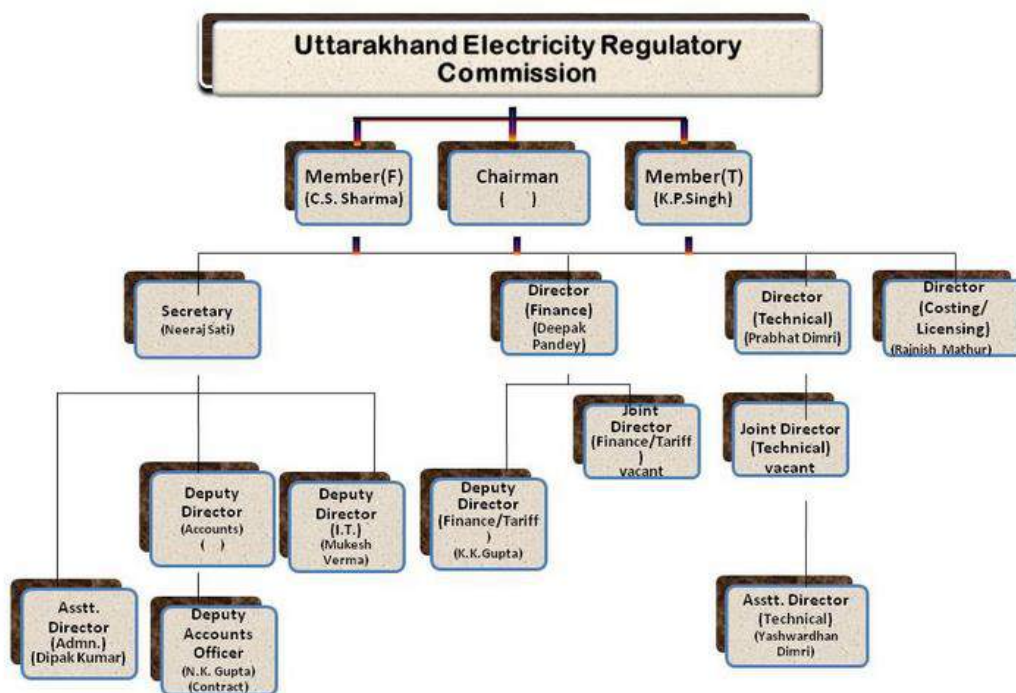 Uttarakhand Electricity Regulatory
Commission
Member(F)
(C.S. Sharma)
Chairman
( )
Member(T)
(K.P.Singh)
Secretary
(Neeraj Sati)
Director
(Finance)
(Deepak
Pandey)
Director
(Technical)
(Prabhat Dimri)
Director
(Costing/
Licensing)
(Rajnish Mathur)
Joint
Director
(Finance/Tariff
)
vacant
Joint Director
(Technical)
vacant
Deputy
Director
(Accounts)
( )
Deputy
Director
(I.T.)
(Mukesh
Verma)
Deputy
Director
(Finance/Tariff
)
(K.K.Gupta)
Asstt.
Director
(Admn.)
(Dipak Kumar)
Deputy
Accounts
Officer
(N.K. Gupta)
(Contract)
Asstt. Director
(Technical)
(Yashwardhan
Dimri)